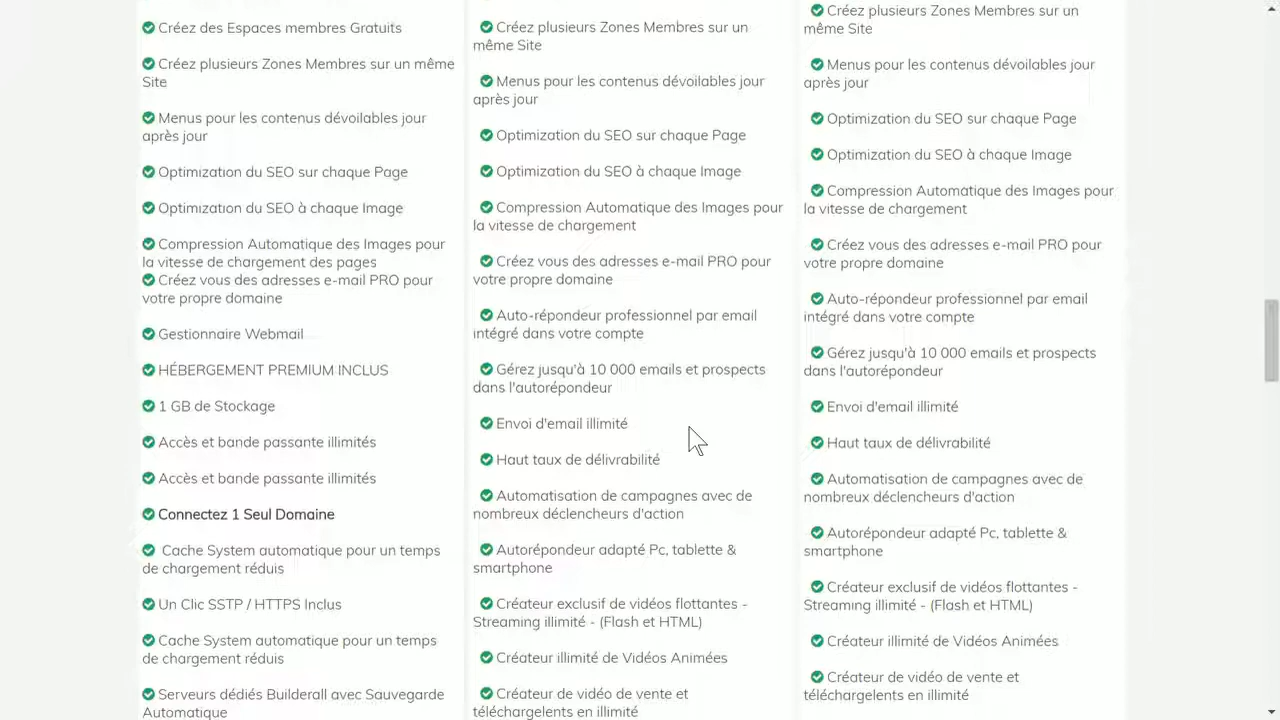 Créez des Espaces membres Gratuits
Créez plusieurs Zones Membres sur un même
Site
Menus pour les contenus dévoilables jour
après jour
Optimization du SEO sur chaque Page
Optimization du SEO à chaque Image
Compression Automatique des Images pour
la vitesse de chargement des pages
Créez vous des adresses e-mail PRO pour
votre propre domaine
Gestionnaire Webmail
HÉBERGEMENT PREMIUM INCLUS
1 GB de Stockage
Accès et bande passante illimités
Accès et bande passante illimités
Connectez 1 Seul Domaine
Cache System automatique pour un temps
de chargement réduis
Un Clic SSTP / HTTPS Inclus
Cache System automatique pour un temps
de chargement réduis
Serveurs dédiés Builderall avec Sauvegarde
Automatique
Créez plusieurs Zones Membres sur un
même Site
Menus pour les contenus dévoilables jour
après jour
Optimization du SEO sur chaque Page
Optimization du SEO à chaque Image
Compression Automatique des Images pour
la vitesse de chargement
Créez vous des adresses e-mail PRO pour
votre propre domaine
Auto-répondeur professionnel par email
intégré dans votre compte
Gérez jusqu'à 10 000 emails et prospects
dans l'autorépondeur
Envoi d'email illimité
Haut taux de délivrabilité
Automatisation de campagnes avec de
nombreux déclencheurs d'action
Autorépondeur adapté Pc, tablette &
smartphone
Créateur exclusif de vidéos flottantes -
Streaming illimité - (Flash et HTML)
Créateur illimité de Vidéos Animées
Créateur de vidéo de vente et
téléchargelents en illimité
Créez plusieurs Zones Membres sur un
même Site
Menus pour les contenus dévoilables jour
après jour
Optimization du SEO sur chaque Page
Optimization du SEO à chaque Image
Compression Automatique des Images pour
la vitesse de chargement
Créez vous des adresses e-mail PRO pour
votre propre domaine
Auto-répondeur professionnel par email
intégré dans votre compte
Gérez jusqu'à 10 000 emails et prospects
dans l'autorépondeur
Envoi d'email illimité
Haut taux de délivrabilité
Automatisation de campagnes avec de
nombreux déclencheurs d'action
Autorépondeur adapté Pc, tablette &
smartphone
Créateur exclusif de vidéos flottantes -
Streaming illimité - (Flash et HTML)
Créateur illimité de Vidéos Animées
Créateur de vidéo de vente et
téléchargelents en illimité